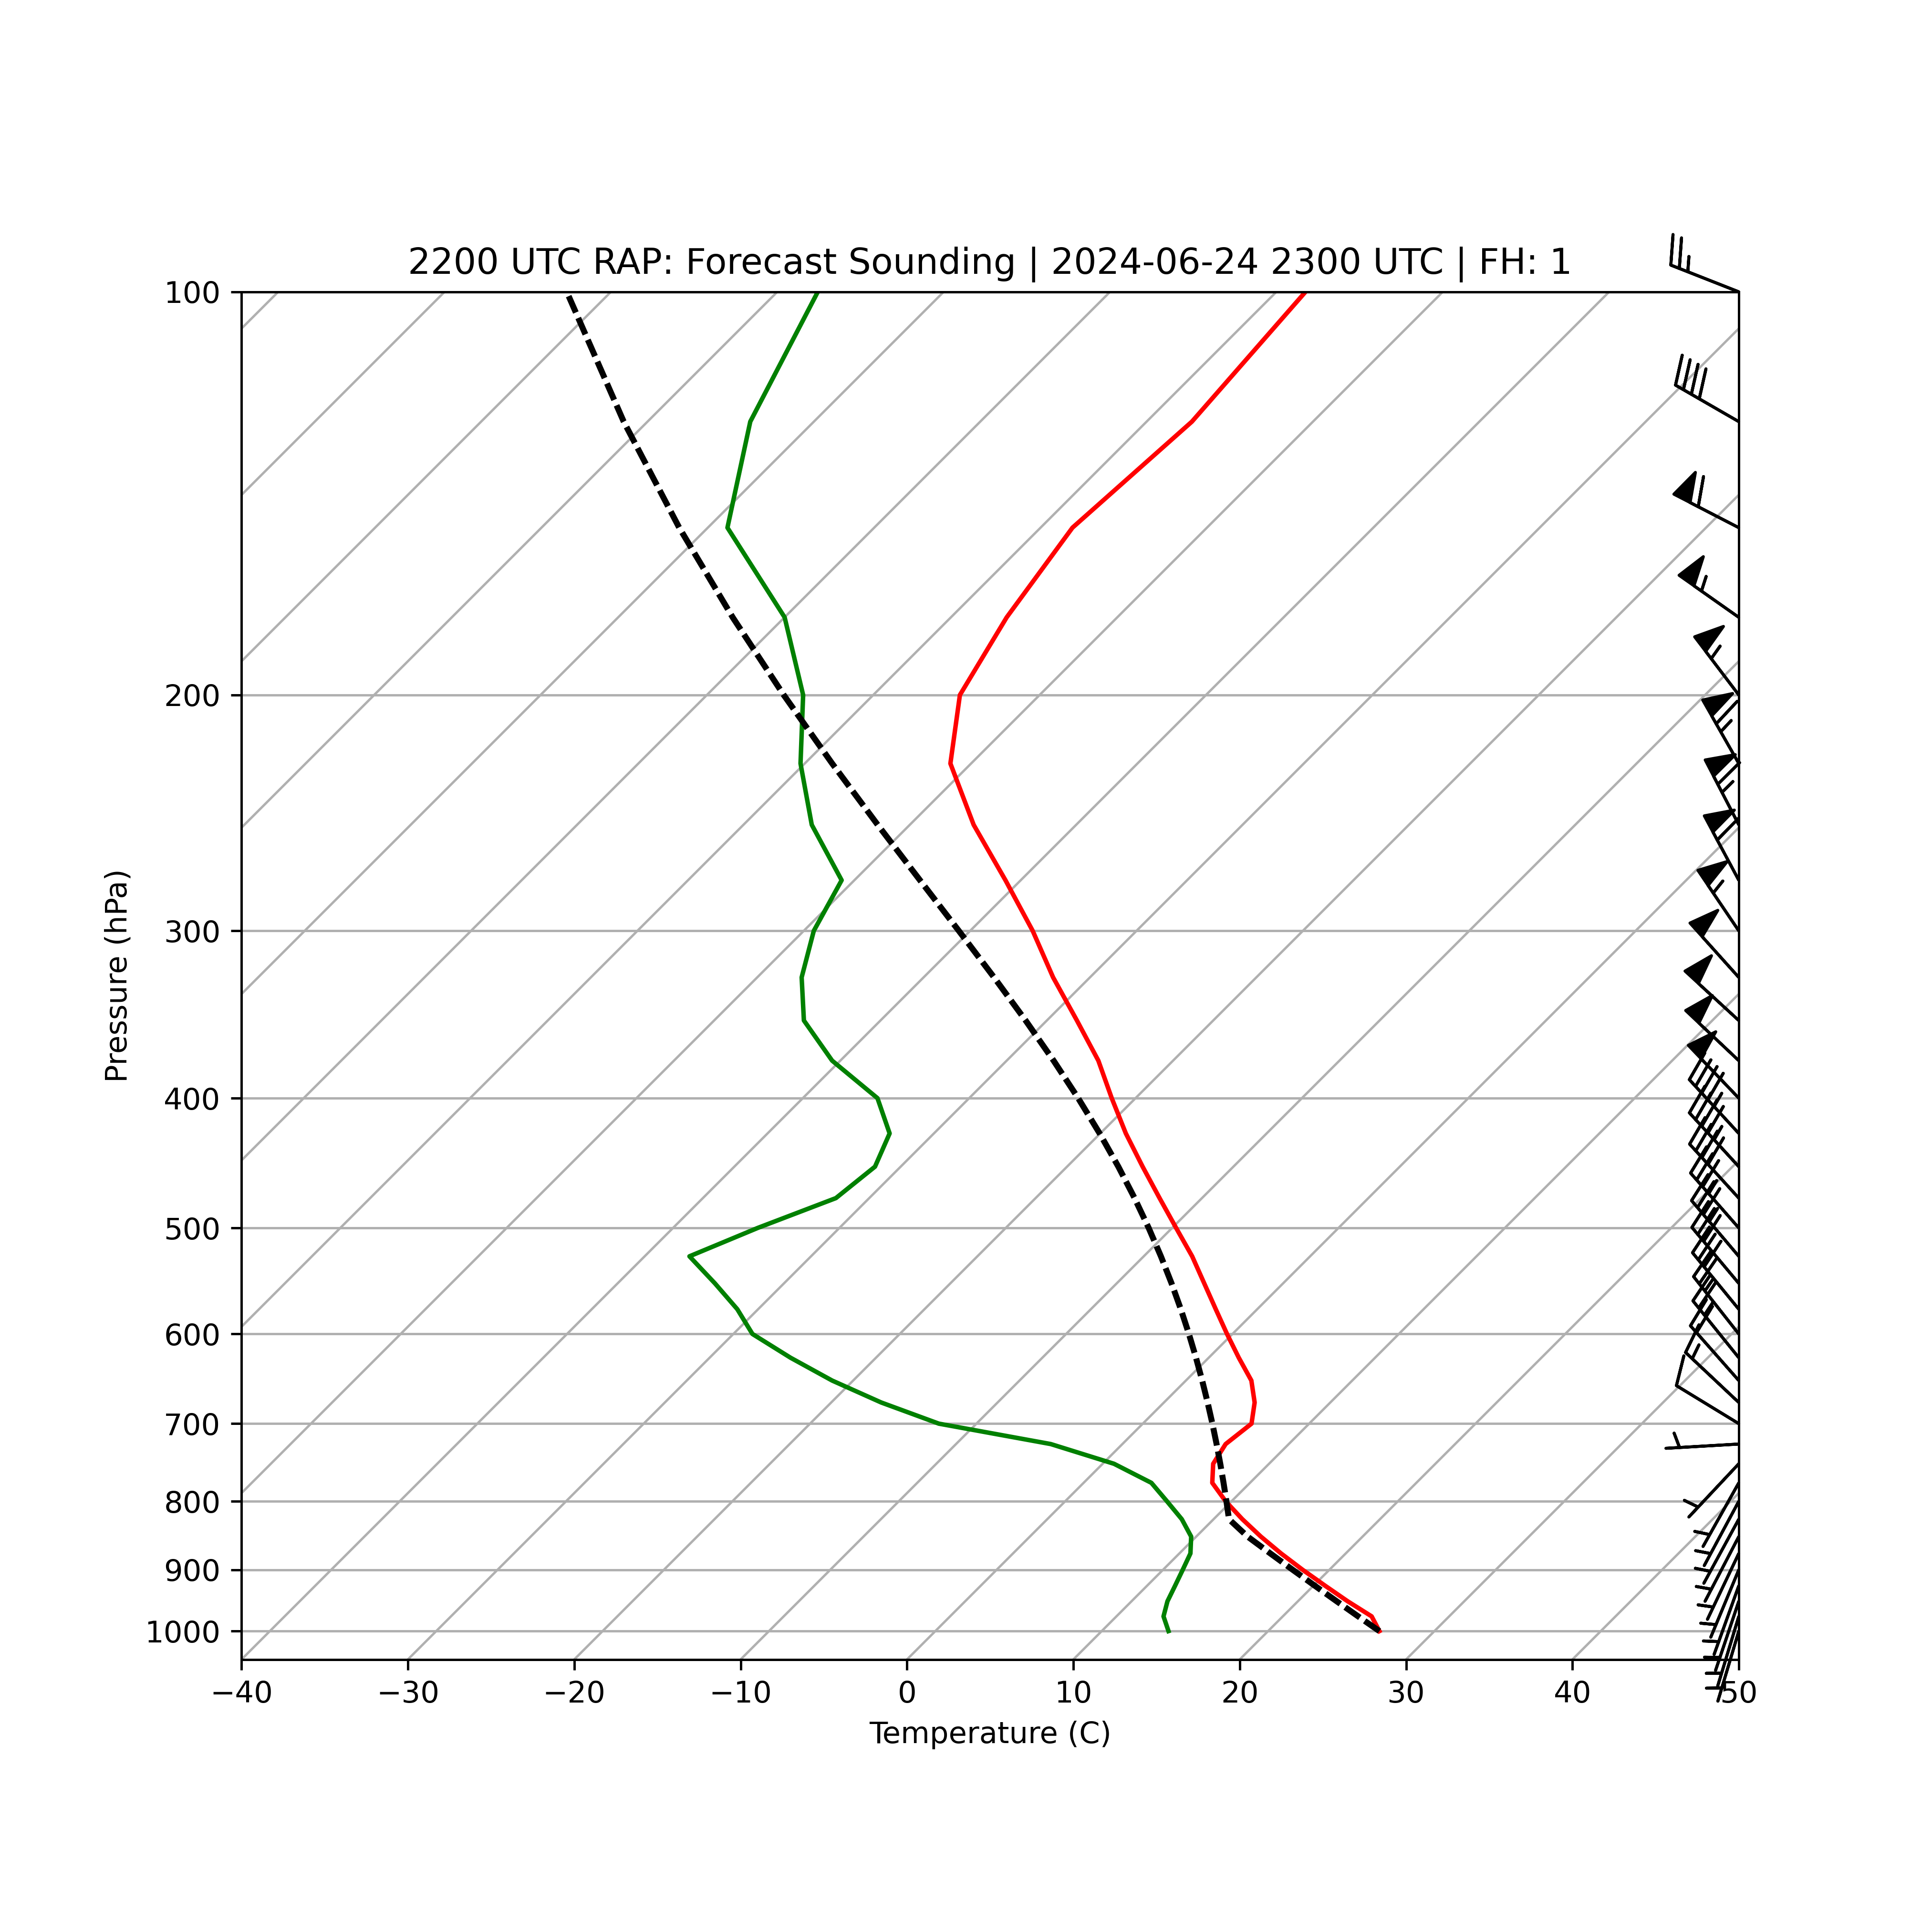 2200 UTC RAP: Forecast Sounding | 2024-06-24 2300 UTC | FH: 1
100
200
300
400
500
600
700
800
900
1000
Pressure (hPa)
−40 −30 −20 −10 0 10 20 30 40 50
Temperature (C)